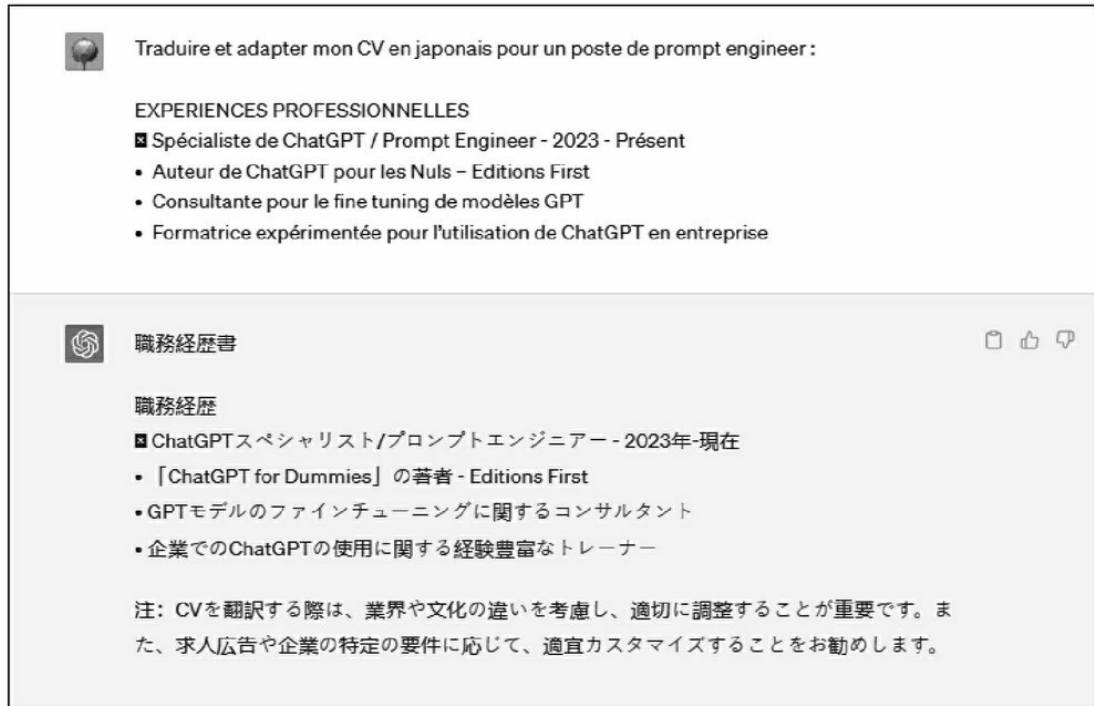 Traduire et adapter mon CV en japonais pour un poste de prompt engineer :
EXPERIENCES PROFESSIONNELLES
Spécialiste de ChatGPT / Prompt Engineer - 2023 - Présent
• Auteur de ChatGPT pour les Nuls – Editions First
• Consultante pour le fine tuning de modèles GPT
• Formatrice expérimentée pour l'utilisation de ChatGPT en entreprise
職務経歴書
職務経歴
ChatGPTスペシャリスト/プロンプトエンジニアー - 2023年-現在
• 「ChatGPT for Dummies」の著者 - Editions First
• GPTモデルのファインチューニングに関するコンサルタント
• 企業でのChatGPTの使用に関する経験豊富なトレーナー
注：CVを翻訳する際は、業界や文化の違いを考慮し、適切に調整することが重要です。ま
た、求人広告や企業の特定の要件に応じて、適宜カスタマイズすることをお勧めします。